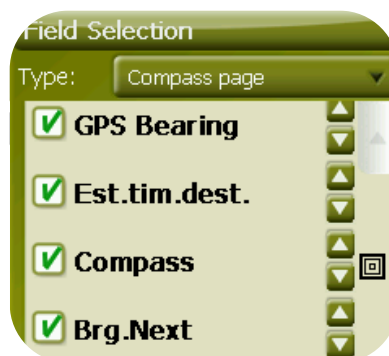 Field Selection
Type: Compass page
GPS Bearing
Est.tim.dest.
Compass
Brg.Next